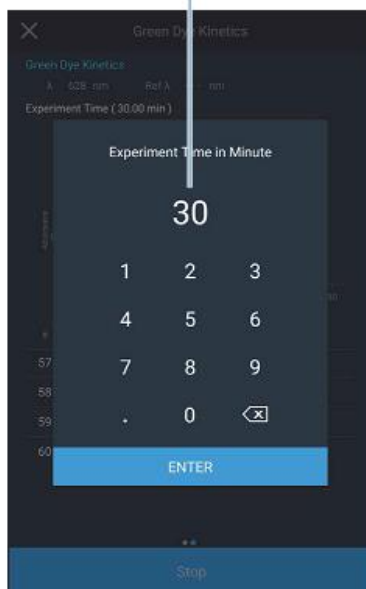 Green Dye Kinetics
Green Dye Kinetics
λ 628 nm Ref λ nm
Experiment Time ( 30.00 min )
Experiment Time in Minute
30
1 2 3
4 5 6
57 7 8 9
58
59 . 0
60
ENTER
Stop